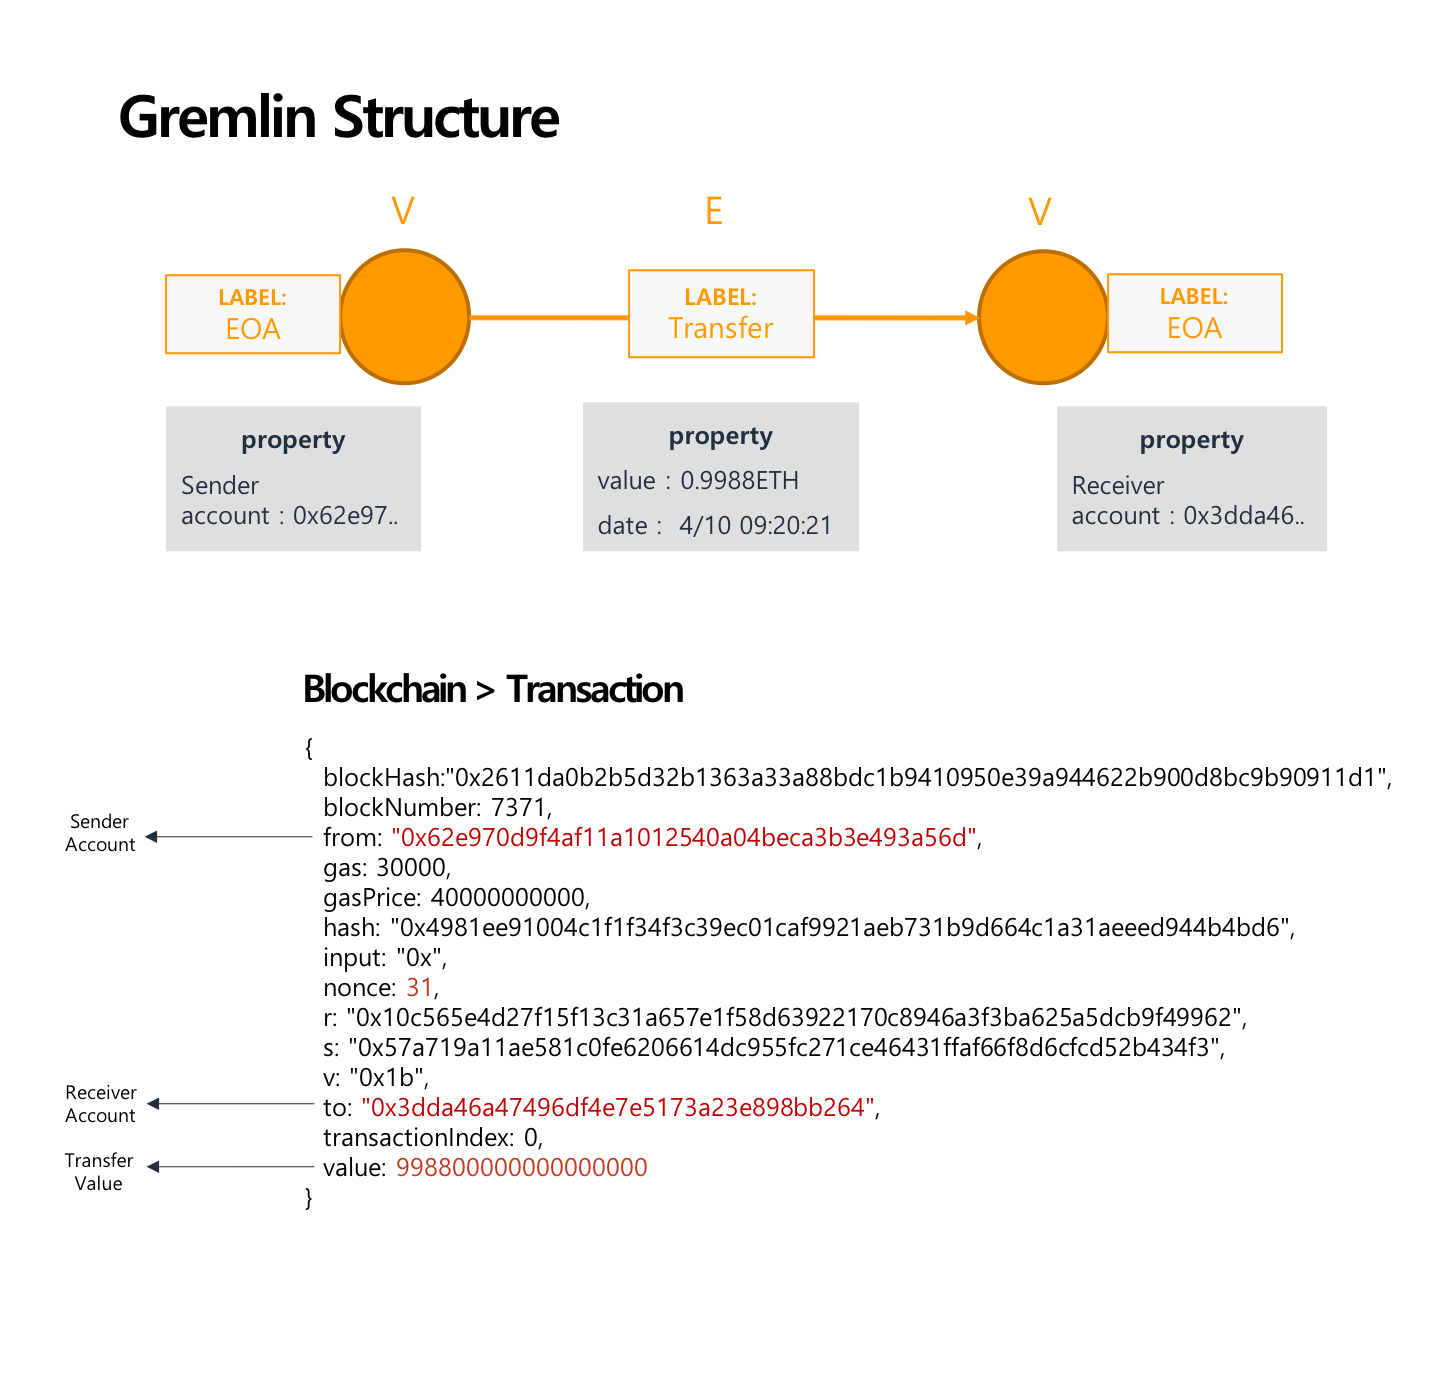 Gremlin Structure
V E V
LABEL:
EOA
LABEL:
Transfer
LABEL:
EOA
property
Sender
account : 0x62e97..
property
value : 0.9988ETH
date : 4/10 09:20:21
property
Receiver
account : 0x3dda46..
Blockchain > Transaction
{
blockHash:"0x2611da0b2b5d32b1363a33a88bdc1b9410950e39a944622b900d8bc9b90911d1",
blockNumber: 7371,
Sender
Account
from: "0x62e970d9f4af11a1012540a04beca3b3e493a56d",
gas: 30000,
gasPrice: 40000000000,
hash: "0x4981ee91004c1f1f34f3c39ec01caf9921aeb731b9d664c1a31aeeed944b4bd6",
input: "0x",
nonce: 31,
r: "0x10c565e4d27f15f13c31a657e1f58d63922170c8946a3f3ba625a5dcb9f49962",
s: "0x57a719a11ae581c0fe6206614dc955fc271ce46431ffaf66f8d6cfcd52b434f3",
v: "0x1b",
Receiver
Account
to: "0x3dda46a47496df4e7e5173a23e898bb264",
transactionIndex: 0,
Transfer
Value
value: 998800000000000000
}